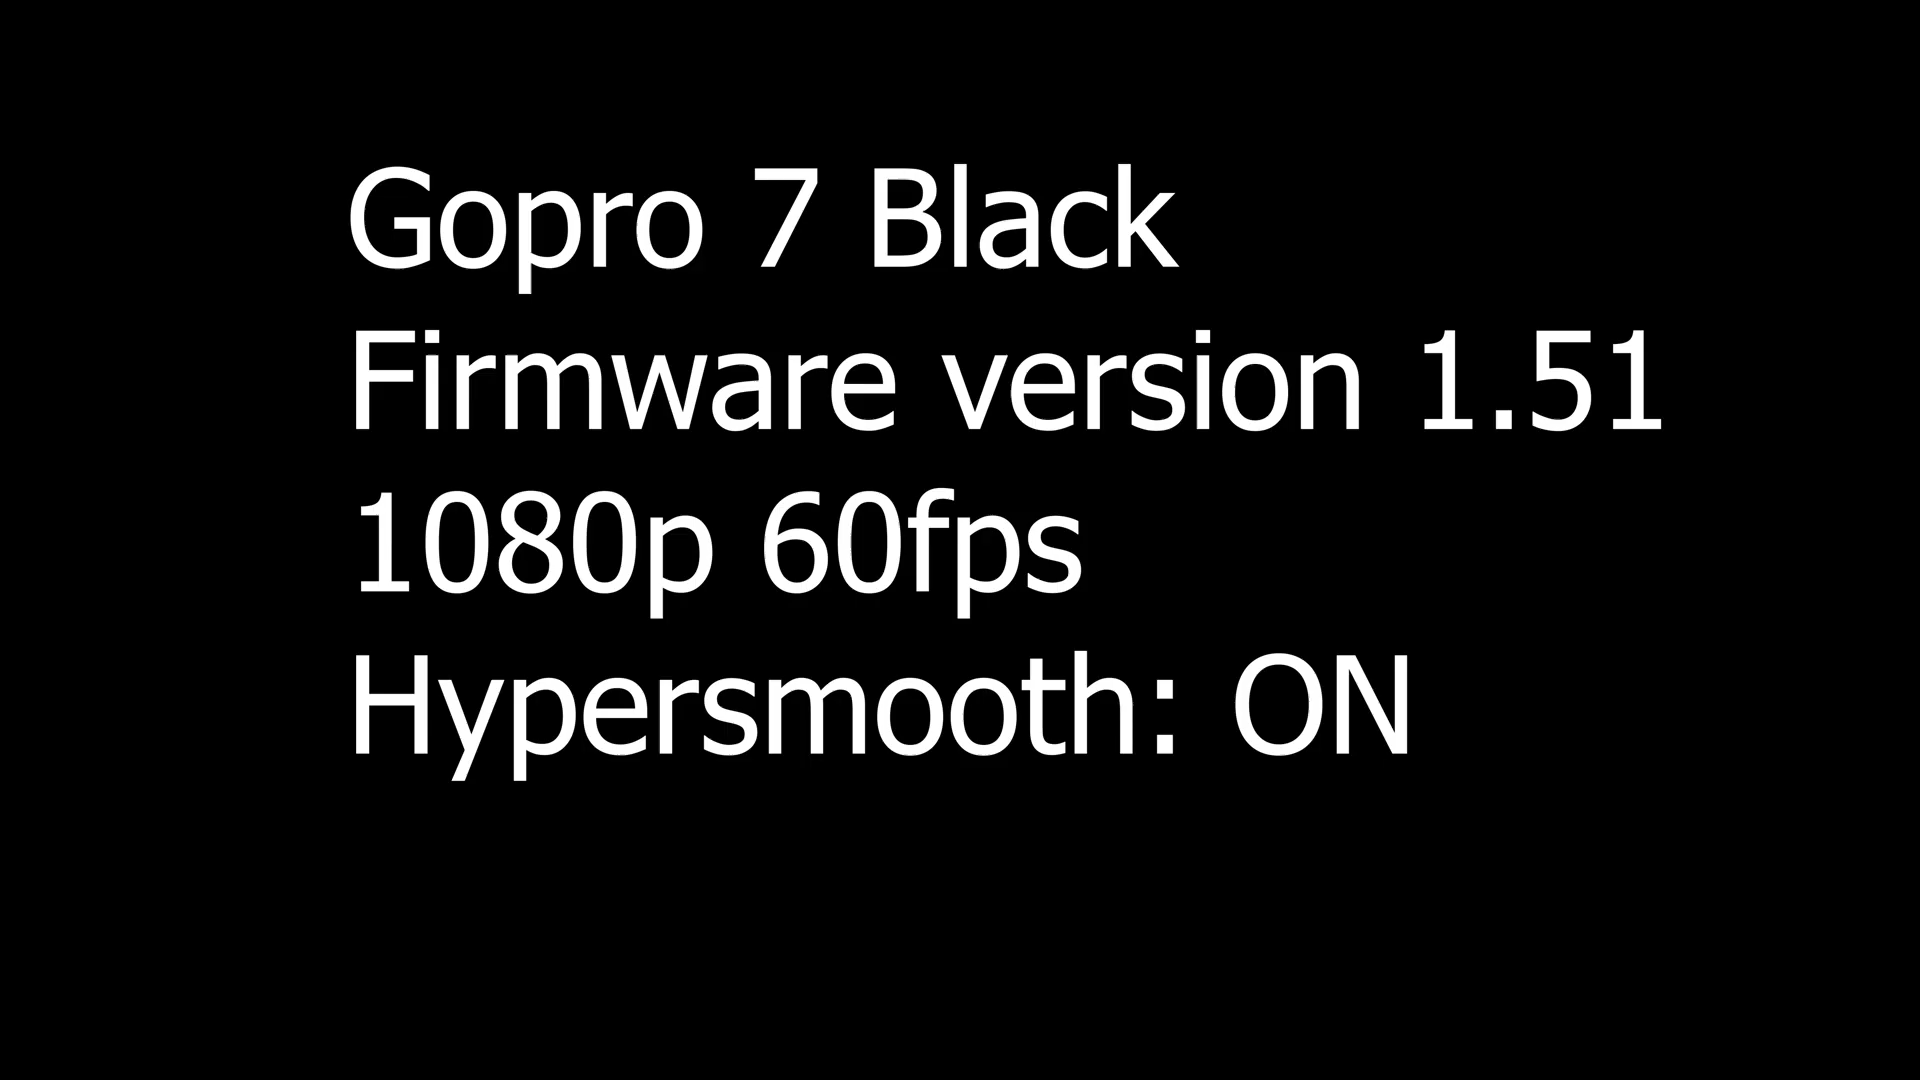 Gopro 7 Black
Firmware version 1.51
1080p 60fps
Hypersmooth: ON